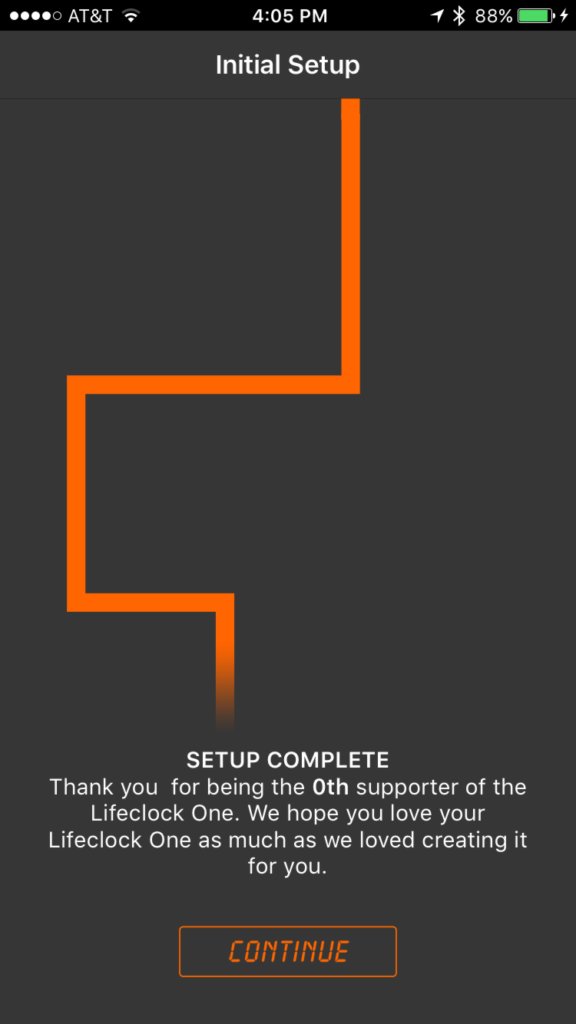 AT&T 4:05 PM 88%
Initial Setup
SETUP COMPLETE
Thank you  for being the 0th supporter of the
Lifeclock One. We hope you love your
Lifeclock One as much as we loved creating it
for you.
CONTINUE